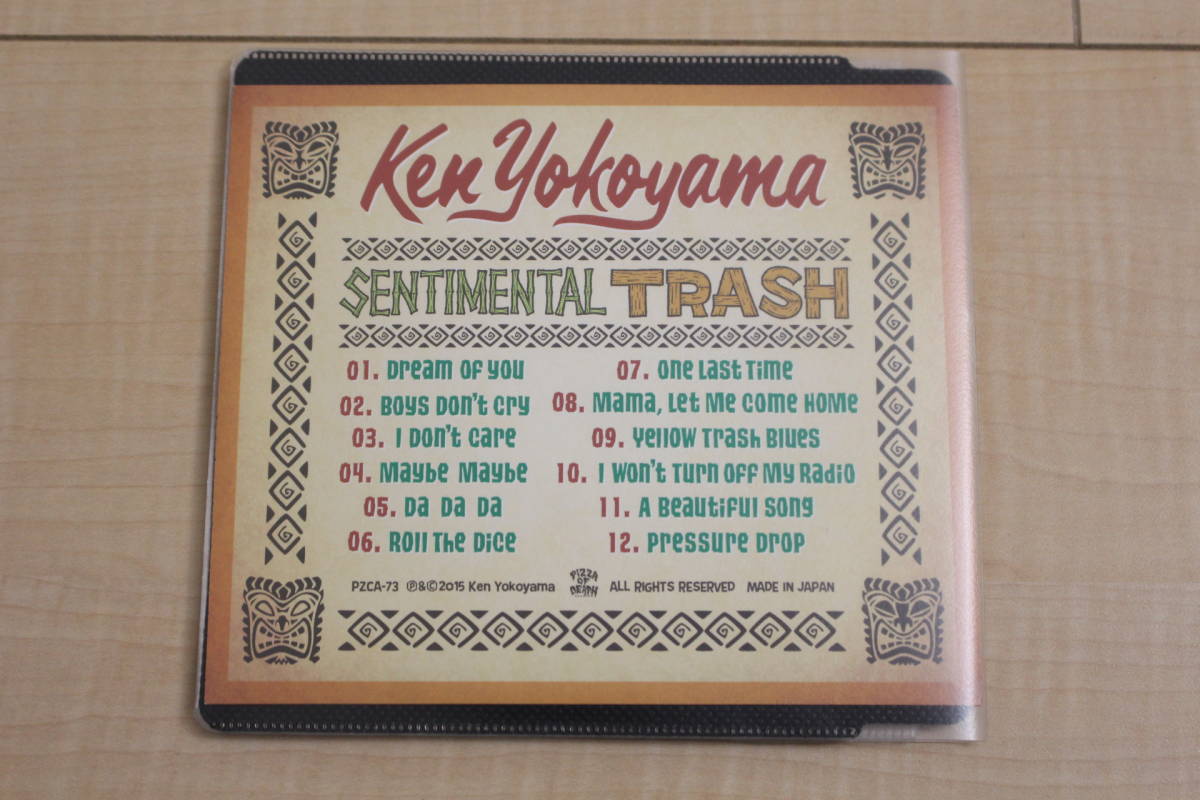 Ken Yokoyama
SENTIMENTAL TRASH
01. Dream Of You
02. Boys Don't Cry
03. I Don't Care
04. Maybe Maybe
05. Da Da Da
06. Roll The Dice
07. One Last Time
08. Mama, Let Me Come Home
09. Yellow Trash Blues
10. I Won't Turn Off My Radio
11. A Beautiful Song
12. Pressure Drop
PZCA-73 ℗&©2015 Ken Yokoyama PIZZA OF DEATH ALL RIGHTS RESERVED MADE IN JAPAN